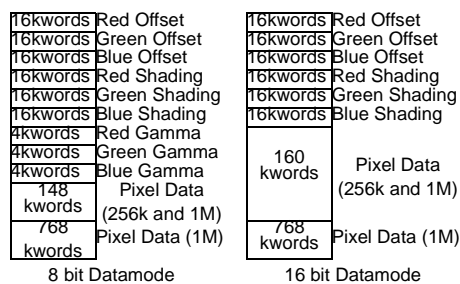 16kwords Red Offset
16kwords Green Offset
16kwords Blue Offset
16kwords Red Shading
16kwords Green Shading
16kwords Blue Shading
4kwords Red Gamma
4kwords Green Gamma
4kwords Blue Gamma
148 kwords Pixel Data (256k and 1M)
768 kwords Pixel Data (1M)
8 bit Datamode
16kwords Red Offset
16kwords Green Offset
16kwords Blue Offset
16kwords Red Shading
16kwords Green Shading
16kwords Blue Shading
160 kwords Pixel Data (256k and 1M)
768 kwords Pixel Data (1M)
16 bit Datamode